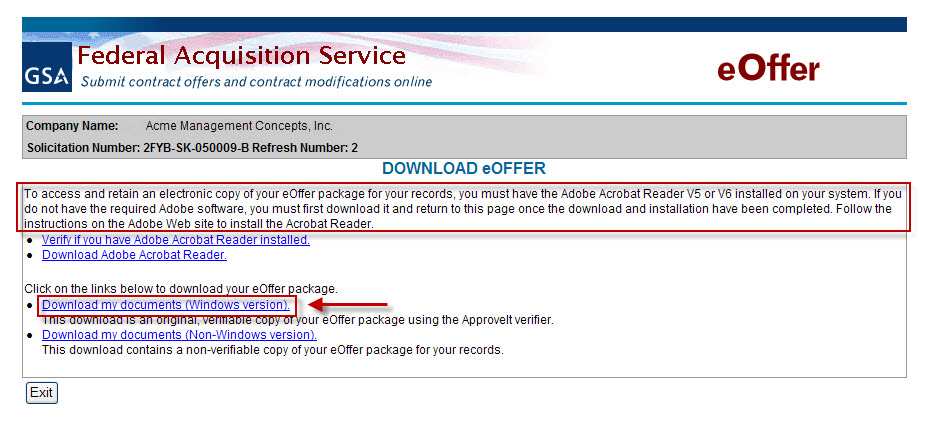 Federal Acquisition Service
GSA
Submit contract offers and contract modifications online
eOffer
Company Name: Acme Management Concepts, Inc.
Solicitation Number: 2FYB-SK-050009-B Refresh Number: 2
DOWNLOAD eOFFER
To access and retain an electronic copy of your eOffer package for your records, you must have the Adobe Acrobat Reader V5 or V6 installed on your system. If you
do not have the required Adobe software, you must first download it and return to this page once the download and installation have been completed. Follow the
instructions on the Adobe Web site to install the Acrobat Reader.
Verify if you have Adobe Acrobat Reader installed.
Download Adobe Acrobat Reader.
Click on the links below to download your eOffer package.
Download my documents (Windows version).
This download is an original, verifiable copy of your eOffer package using the ApproveIt verifier.
Download my documents (Non-Windows version).
This download contains a non-verifiable copy of your eOffer package for your records.
Exit